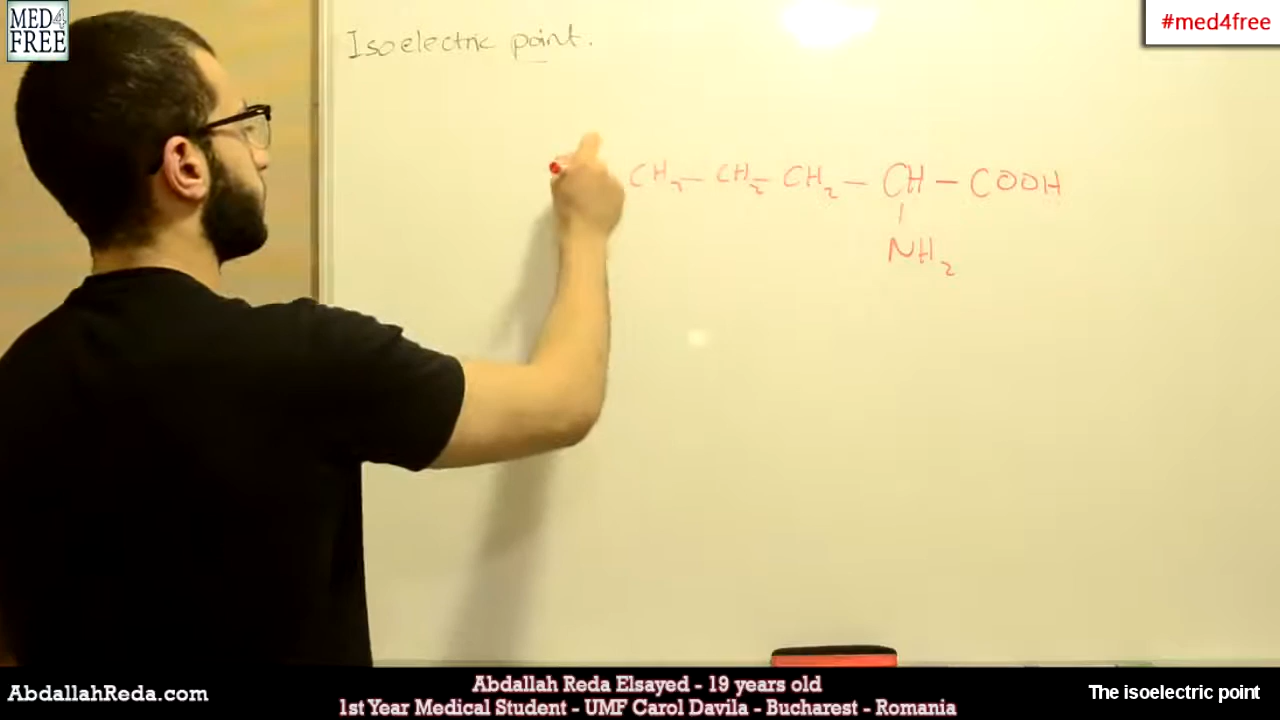 MED4
FREE
#med4free
Isoelectric point.
CH2 — CH2 — CH2 — CH — COOH
NH2
AbdallahReda.com
Abdallah Reda Elsayed - 19 years old
1st Year Medical Student - UMF Carol Davila - Bucharest - Romania
The isoelectric point